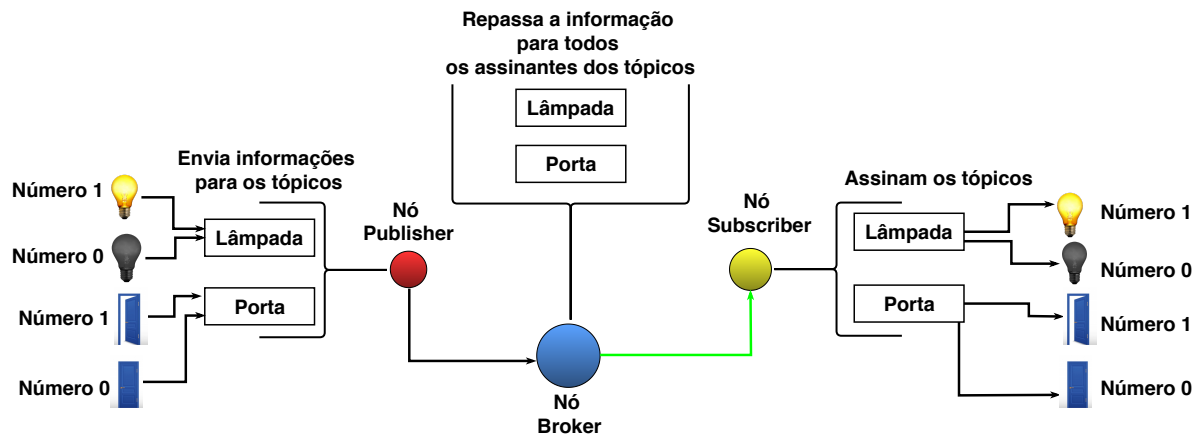 Repassa a informação
para todos
os assinantes dos tópicos
Lâmpada
Porta
Envia informações
para os tópicos
Número 1
Número 0
Número 1
Número 0
Lâmpada
Porta
Nó
Publisher
Nó
Broker
Nó
Subscriber
Assinam os tópicos
Lâmpada
Porta
Número 1
Número 0
Número 1
Número 0